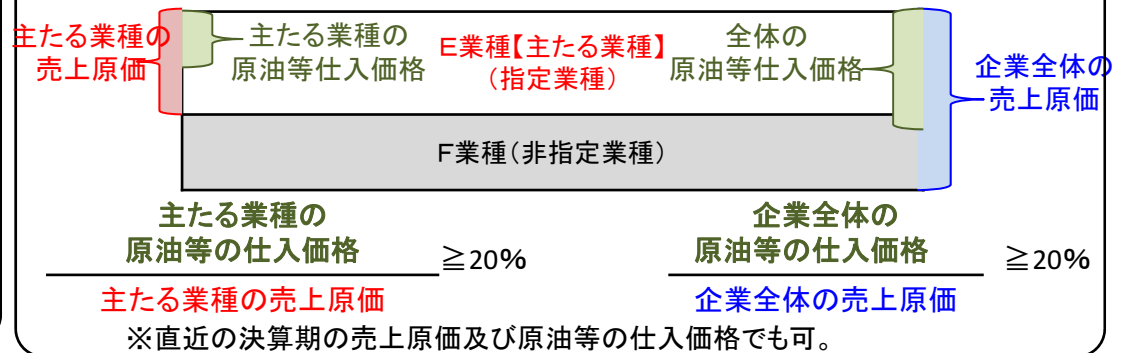 主たる業種の
売上原価
主たる業種の
原油等仕入価格
E業種【主たる業種】
（指定業種）
全体の
原油等仕入価格
企業全体の
売上原価
F業種（非指定業種）
主たる業種の
原油等の仕入価格
≧20%
主たる業種の売上原価
企業全体の
原油等の仕入価格
≧20%
企業全体の売上原価
※直近の決算期の売上原価及び原油等の仕入価格でも可。